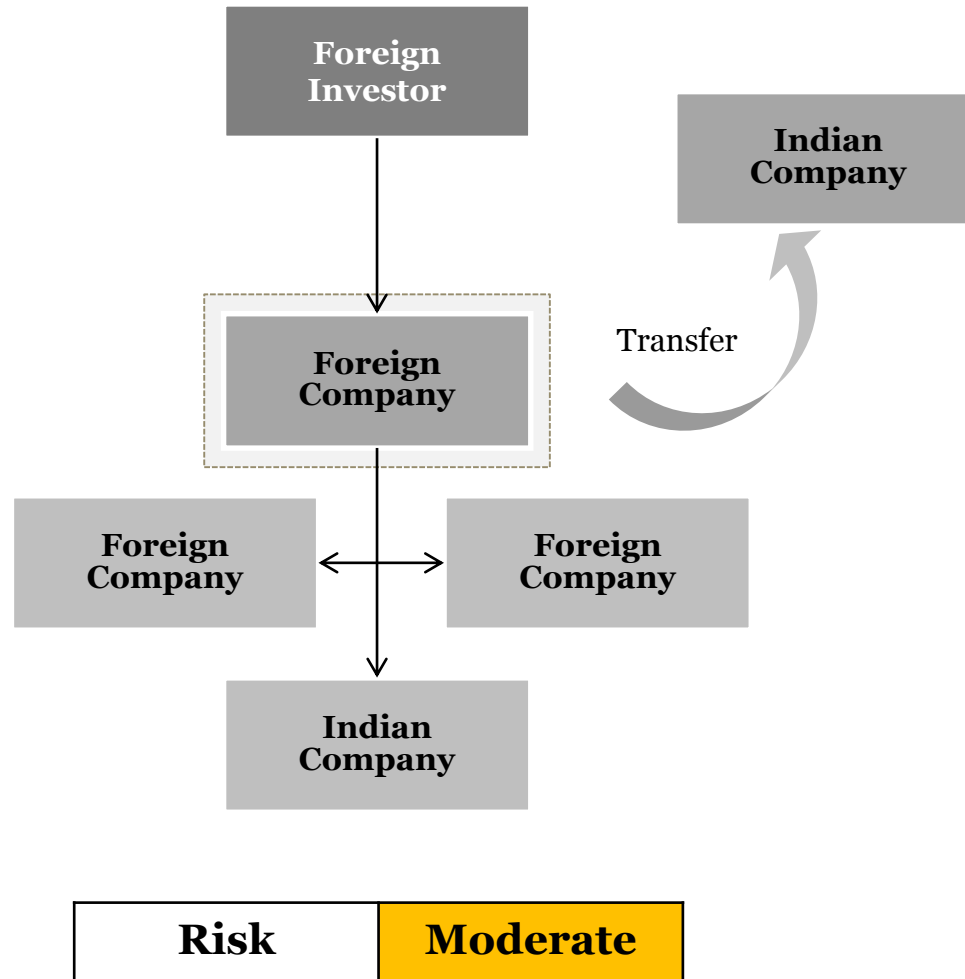 Foreign
Investor
Indian
Company
Transfer
Foreign
Company
Foreign
Company
Foreign
Company
Indian
Company
Risk
Moderate